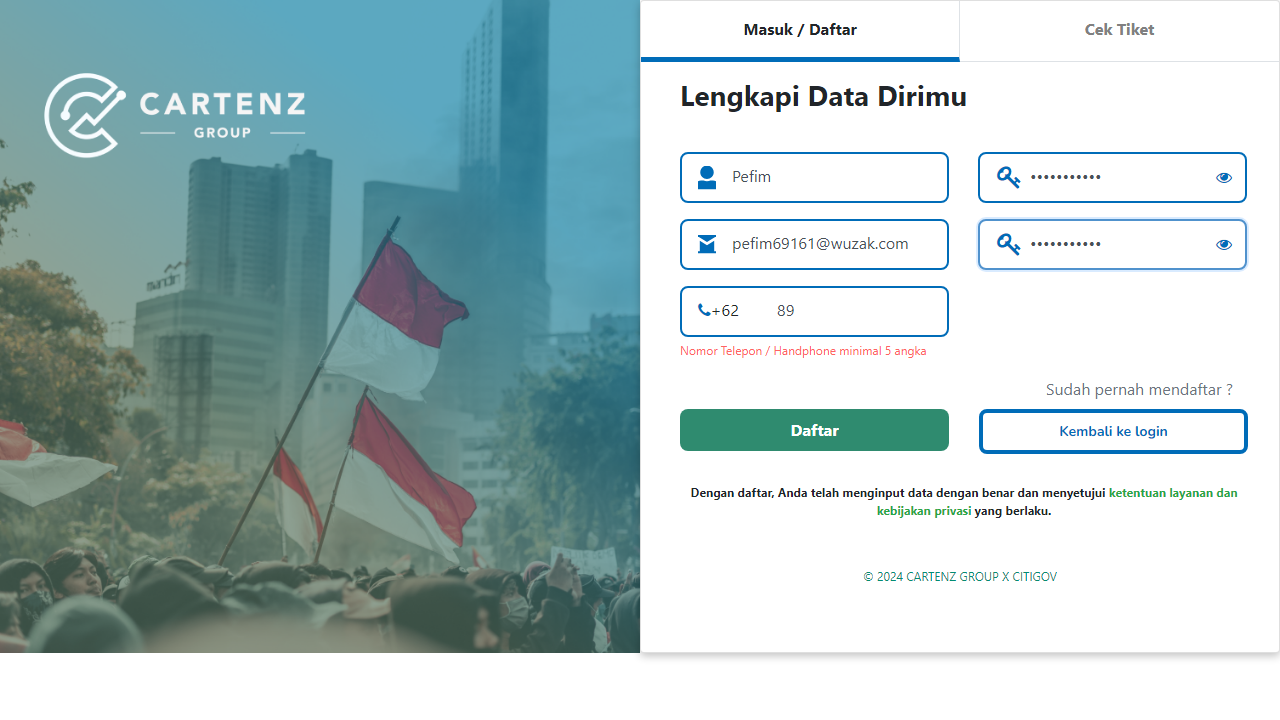 CARTENZ
GROUP
mandiri
Masuk / Daftar
Cek Tiket
Lengkapi Data Dirimu
Pefim
•••••••••••
pefim69161@wuzak.com
•••••••••••
+62 89
Nomor Telepon / Handphone minimal 5 angka
Sudah pernah mendaftar ?
Daftar
Kembali ke login
Dengan daftar, Anda telah menginput data dengan benar dan menyetujui ketentuan layanan dan
kebijakan privasi yang berlaku.
© 2024 CARTENZ GROUP X CITIGOV